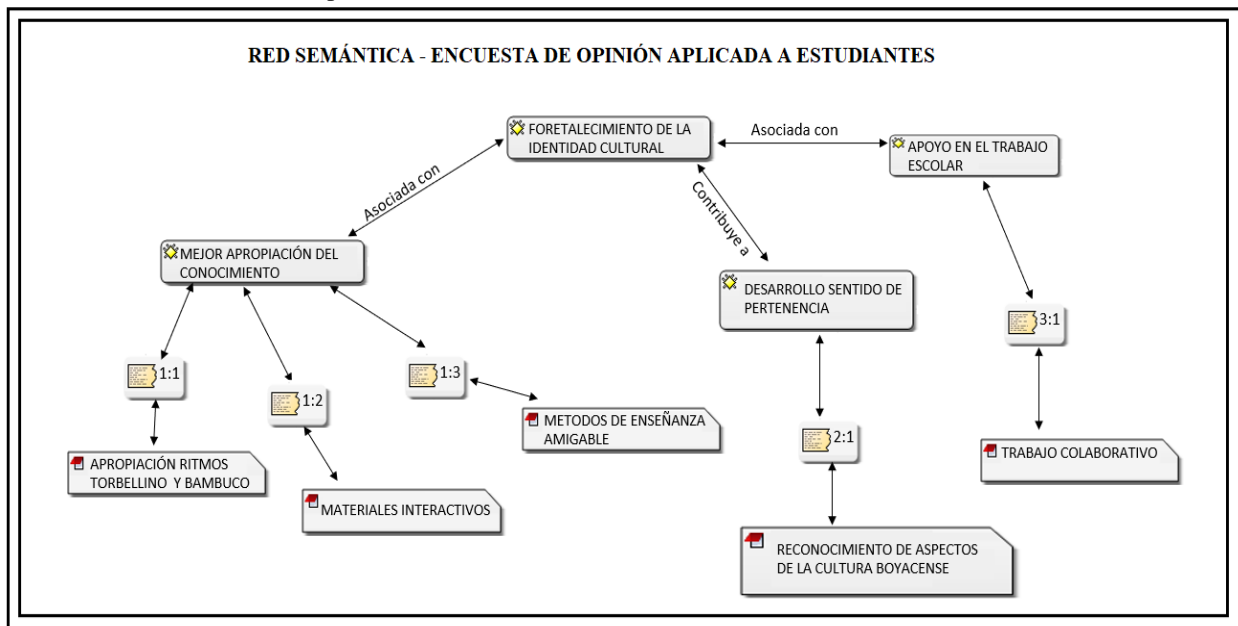 RED SEMÁNTICA - ENCUESTA DE OPINIÓN APLICADA A ESTUDIANTES
FORETALECIMIENTO DE LA
IDENTIDAD CULTURAL
Asociada con
APOYO EN EL TRABAJO
ESCOLAR
Asociada con
Contribuye a
MEJOR APROPIACIÓN DEL
CONOCIMIENTO
DESARROLLO SENTIDO DE
PERTENENCIA
3:1
1:1
1:3
1:2
METODOS DE ENSEÑANZA
AMIGABLE
2:1
TRABAJO COLABORATIVO
APROPIACIÓN RITMOS
TORBELLINO Y BAMBUCO
MATERIALES INTERACTIVOS
RECONOCIMIENTO DE ASPECTOS
DE LA CULTURA BOYACENSE